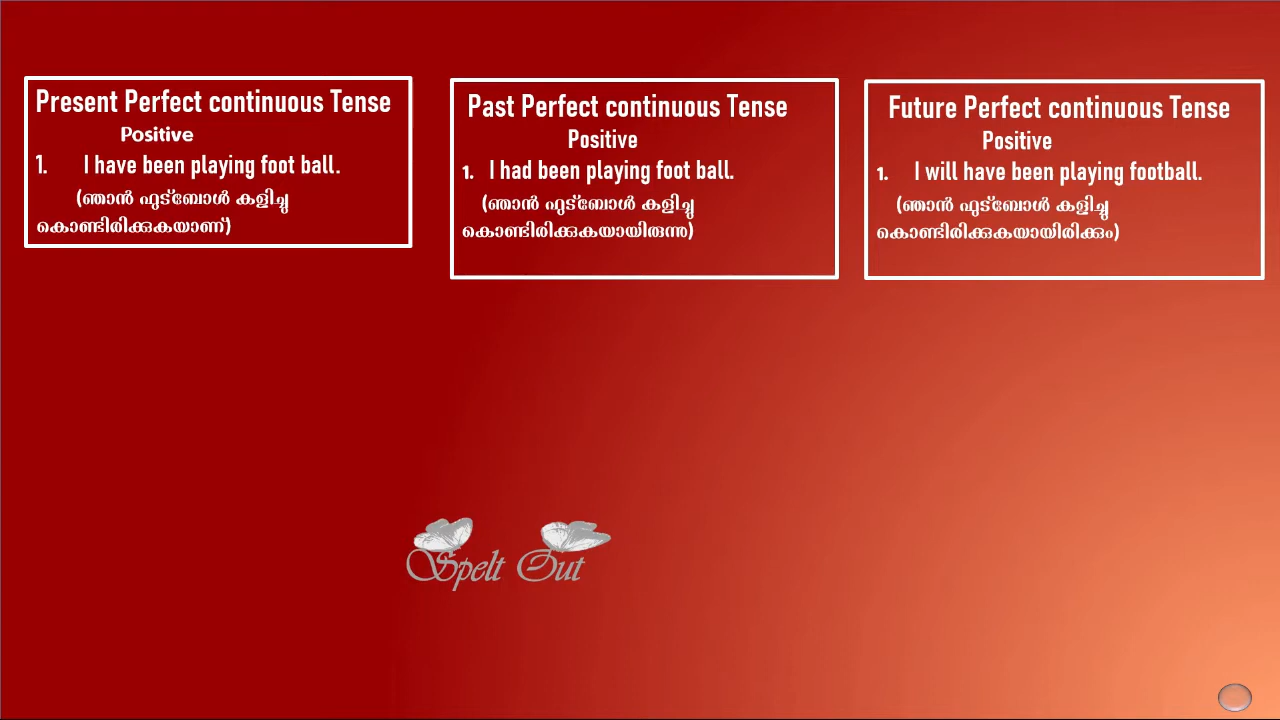 Present Perfect continuous Tense
Positive
1. I have been playing foot ball.
(ഞാൻ ഫുട്ബോൾ കളിച്ചു
കൊണ്ടിരിക്കുകയാണ്)
Past Perfect continuous Tense
Positive
1. I had been playing foot ball.
(ഞാൻ ഫുട്ബോൾ കളിച്ചു
കൊണ്ടിരിക്കുകയായിരുന്നു)
Future Perfect continuous Tense
Positive
1. I will have been playing football.
(ഞാൻ ഫുട്ബോൾ കളിച്ചു
കൊണ്ടിരിക്കുകയായിരിക്കും)
Spelt Out